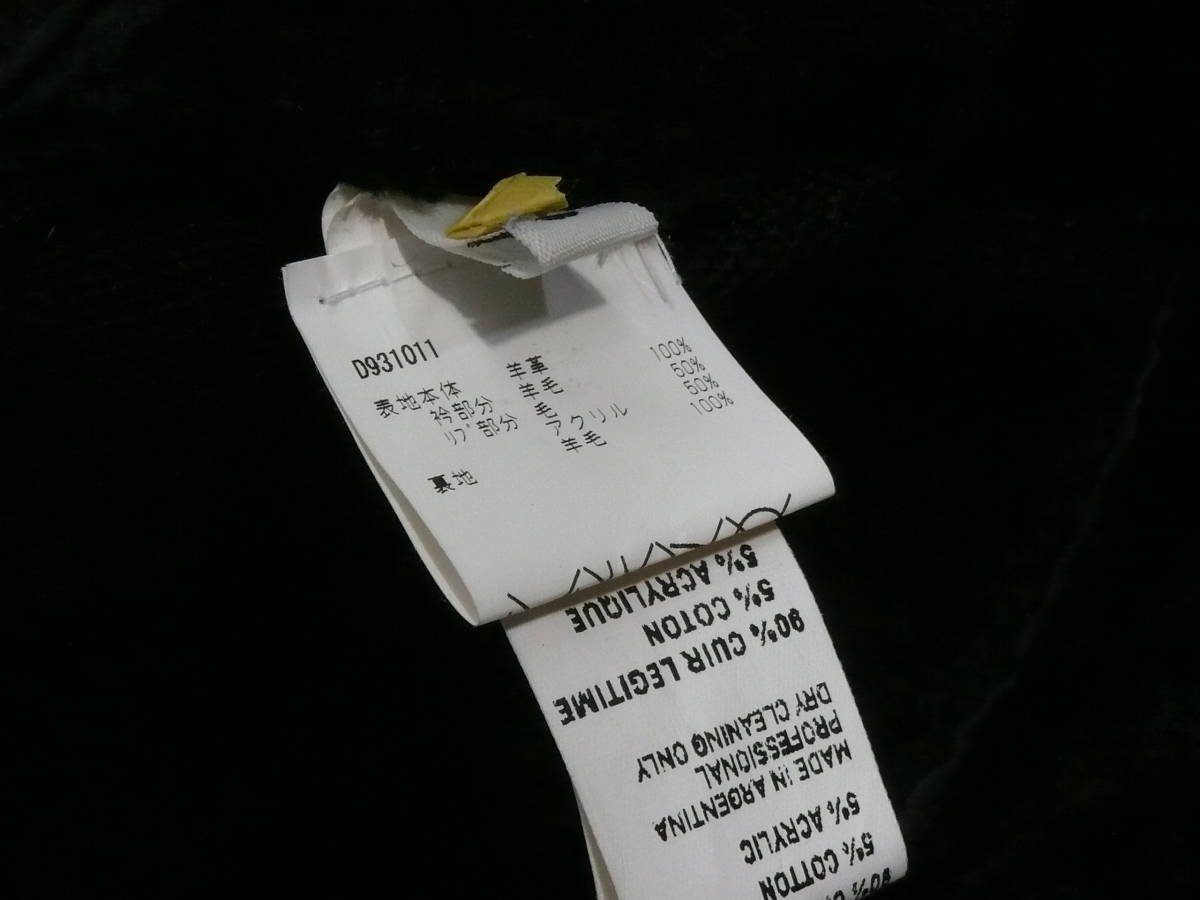 D931011
表地本体 羊革 100%
衿部分 羊毛 50%
リブ部分 毛 50%
アクリル 100%
裏地 羊毛
5% ACRYLIQUE
5% COTON
90% CUIR LEGITIME
DRY CLEANING ONLY
PROFESSIONAL
MADE IN ARGENTINA
5% ACRYLIC
5% COTTON
90%